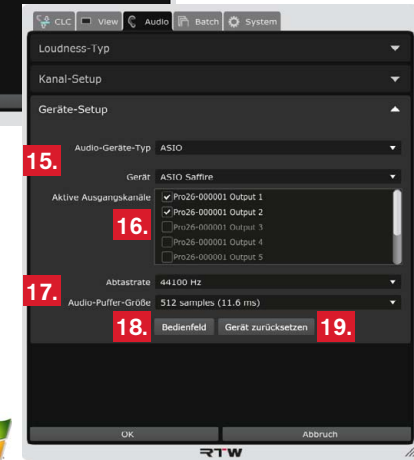 CLC View Audio Batch System
Loudness-Typ
Kanal-Setup
Geräte-Setup
15. Audio-Geräte-Typ ASIO
Gerät ASIO Saffire
Aktive Ausgangskanäle Pro26-000001 Output 1
Pro26-000001 Output 2
16. Pro26-000001 Output 3
Pro26-000001 Output 4
Pro26-000001 Output 5
17. Abtastrate 44100 Hz
Audio-Puffer-Größe 512 samples (11.6 ms)
18. Bedienfeld Gerät zurücksetzen 19.
OK Abbruch
RTW